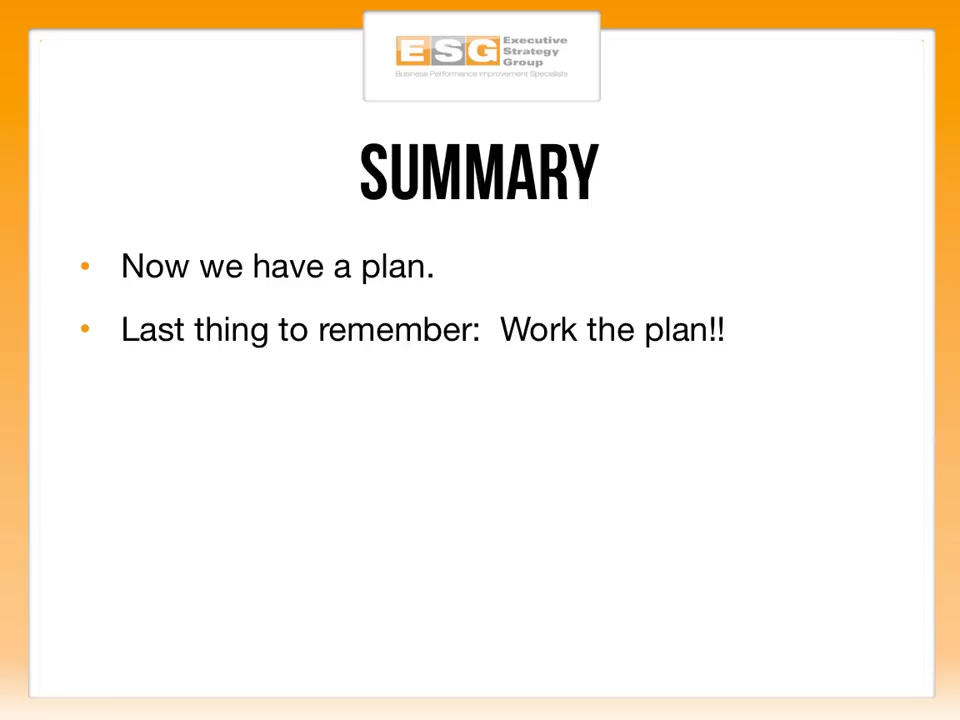 ESG Executive
Strategy
Group
Business Performance Improvement Specialists
SUMMARY
• Now we have a plan.
• Last thing to remember:  Work the plan!!